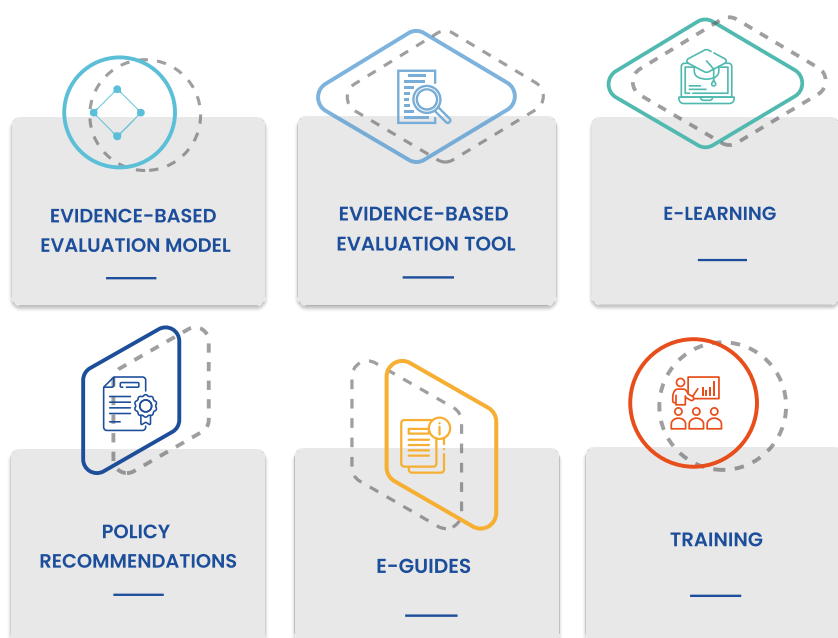 EVIDENCE-BASED
EVALUATION MODEL
EVIDENCE-BASED
EVALUATION TOOL
E-LEARNING
POLICY
RECOMMENDATIONS
E-GUIDES
TRAINING